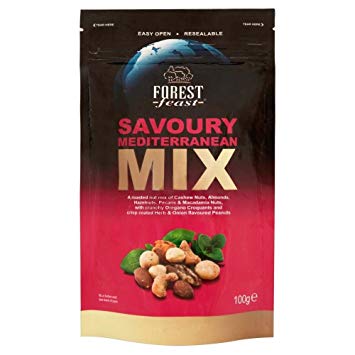 EASY OPEN • RESEALABLE
TEAR HERE
TEAR HERE
FOREST
feast
SAVOURY
MEDITERRANEAN
MIX
A roasted nut mix of Cashew Nuts, Almonds,
Hazelnuts, Pecans & Macadamia Nuts,
with crunchy Oregano Croquants and
crisp coated Herb & Onion Savoured Peanuts
100g℮